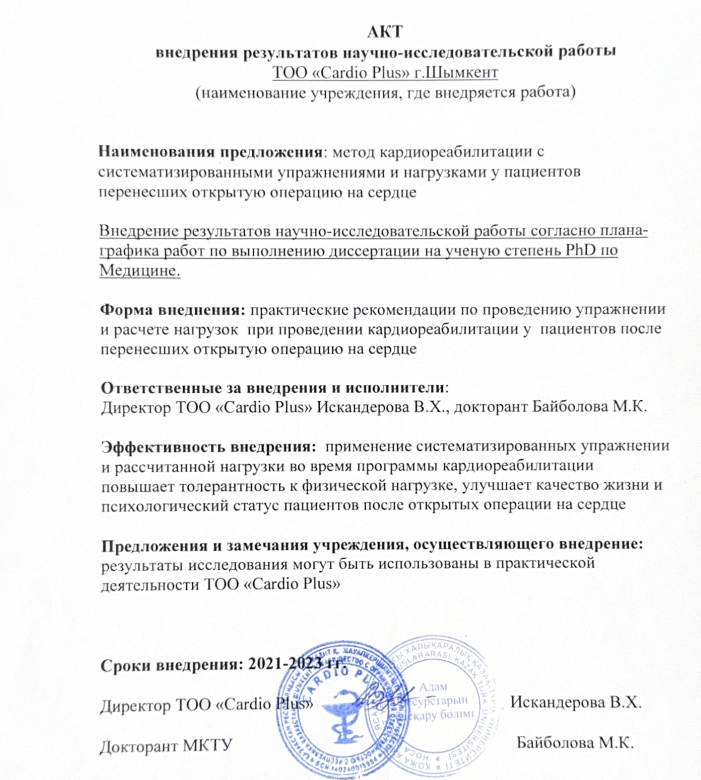 АКТ
внедрения результатов научно-исследовательской работы
ТОО «Cardio Plus» г.Шымкент
(наименование учреждения, где внедряется работа)
Наименования предложения: метод кардиореабилитации с
систематизированными упражнениями и нагрузками у пациентов
перенесших открытую операцию на сердце
Внедрение результатов научно-исследовательской работы согласно плана-
графика работ по выполнению диссертации на ученую степень PhD по
Медицине.
Форма внеднения: практические рекомендации по проведению упражнении
и расчете нагрузок при проведении кардиореабилитации у пациентов после
перенесших открытую операцию на сердце
Ответственные за внедрения и исполнители:
Директор ТОО «Cardio Plus» Искандерова В.Х., докторант Байболова М.К.
Эффективность внедрения: применение систематизированных упражнении
и рассчитанной нагрузки во время программы кардиореабилитации
повышает толерантность к физической нагрузке, улучшает качество жизни и
психологический статус пациентов после открытых операции на сердце
Предложения и замечания учреждения, осуществляющего внедрение:
результаты исследования могут быть использованы в практической
деятельности ТОО «Cardio Plus»
Сроки внедрения: 2021-2023 гг.
Директор ТОО «Cardio Plus» Искандерова В.Х.
Докторант МКТУ Байболова М.К.
CARDIO PLUS
Адам